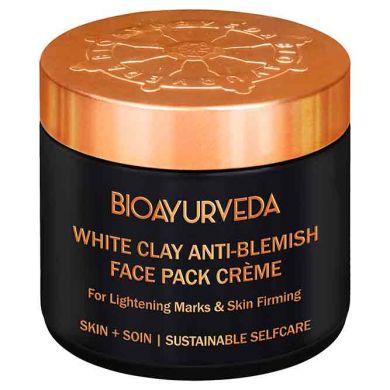 BIOAYURVEDA
WHITE CLAY ANTI-BLEMISH
FACE PACK CRÈME
For Lightening Marks & Skin Firming
SKIN + SOIN | SUSTAINABLE SELFCARE